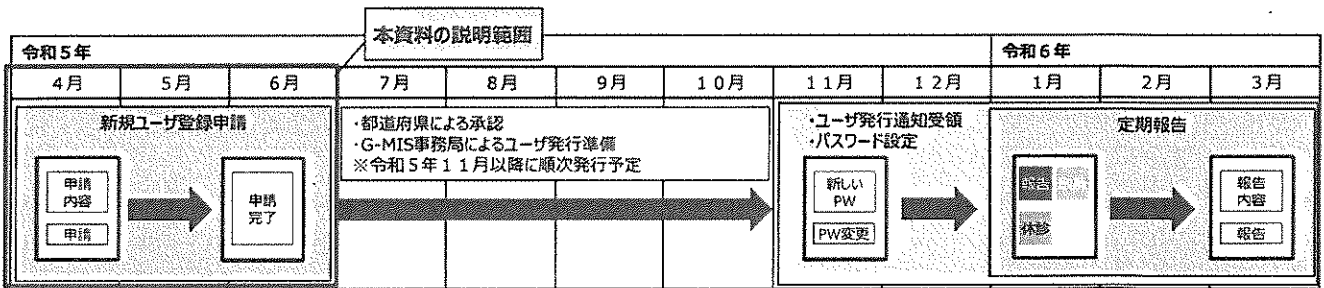 本資料の説明範囲
令和5年
令和6年
4月
5月
6月
7月
8月
9月
10月
11月
12月
1月
2月
3月
新規ユーザ登録申請
・都道府県による承認
・G-MIS事務局によるユーザ発行準備
※令和5年11月以降に順次発行予定
・ユーザ発行通知受領
・パスワード設定
定期報告
申請
内容
申請
申請
完了
新しい
PW
PW変更
報告
休診
報告
内容
報告